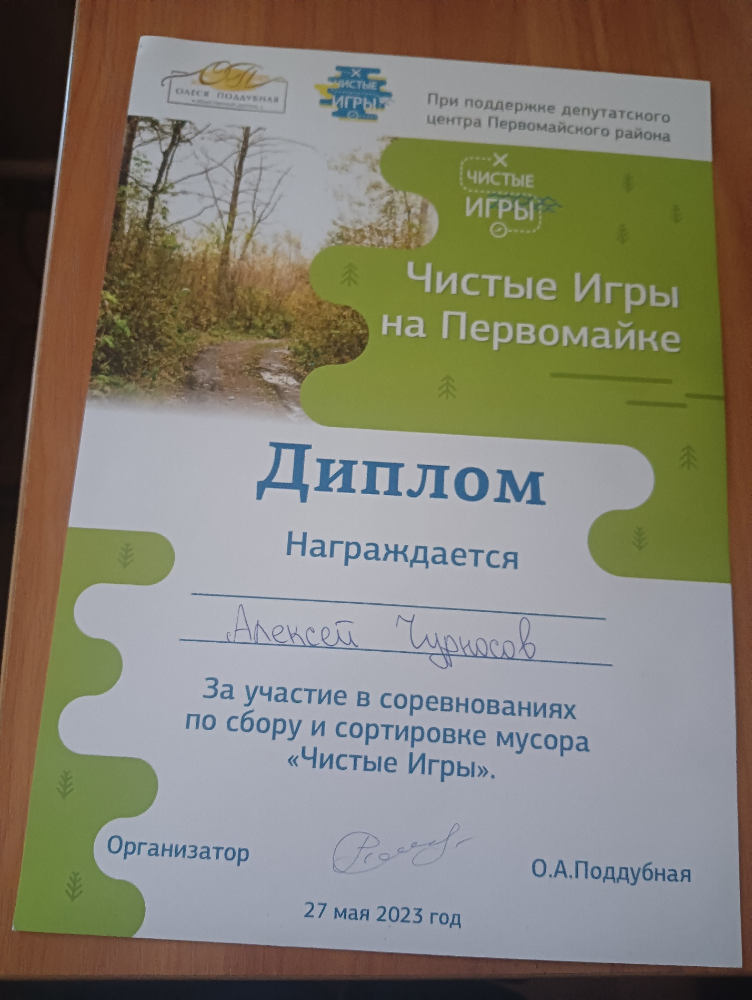 ОП
ОЛЕСЯ ПОДДУБНАЯ
ЧИСТЫЕ
ИГРЫ
При поддержке депутатского
центра Первомайского района
ЧИСТЫЕ
ИГРЫ
Чистые Игры
на Первомайке
Диплом
Награждается
Алексей Чурносов
За участие в соревнованиях
по сбору и сортировке мусора
«Чистые Игры».
Организатор
О.А.Поддубная
27 мая 2023 год